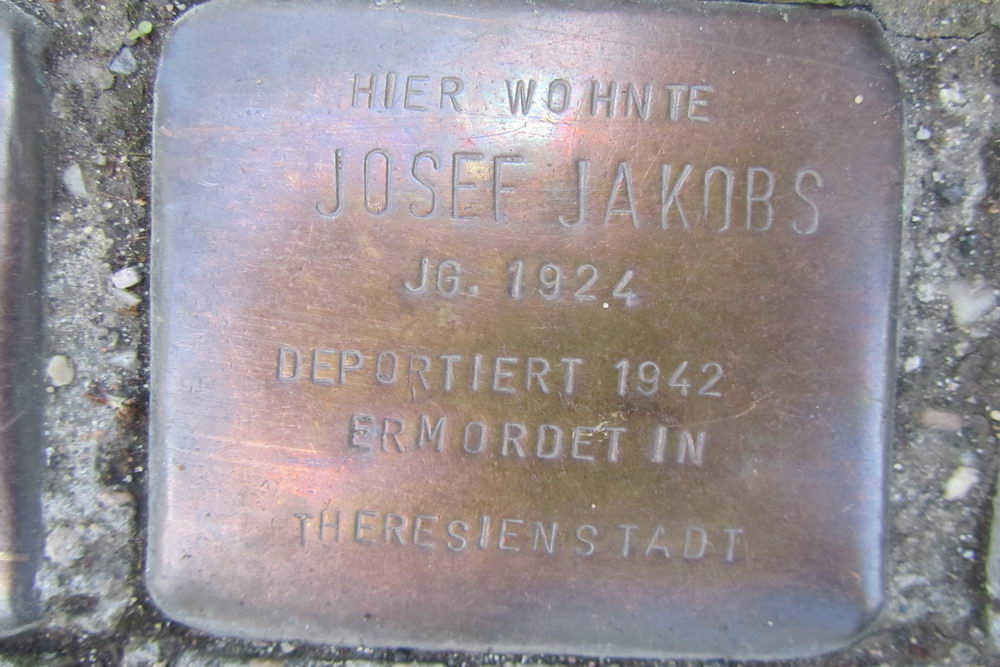 HIER WOHNTE
JOSEF JAKOBS
JG. 1924
DEPORTIERT 1942
ERMORDET IN
THERESIENSTADT